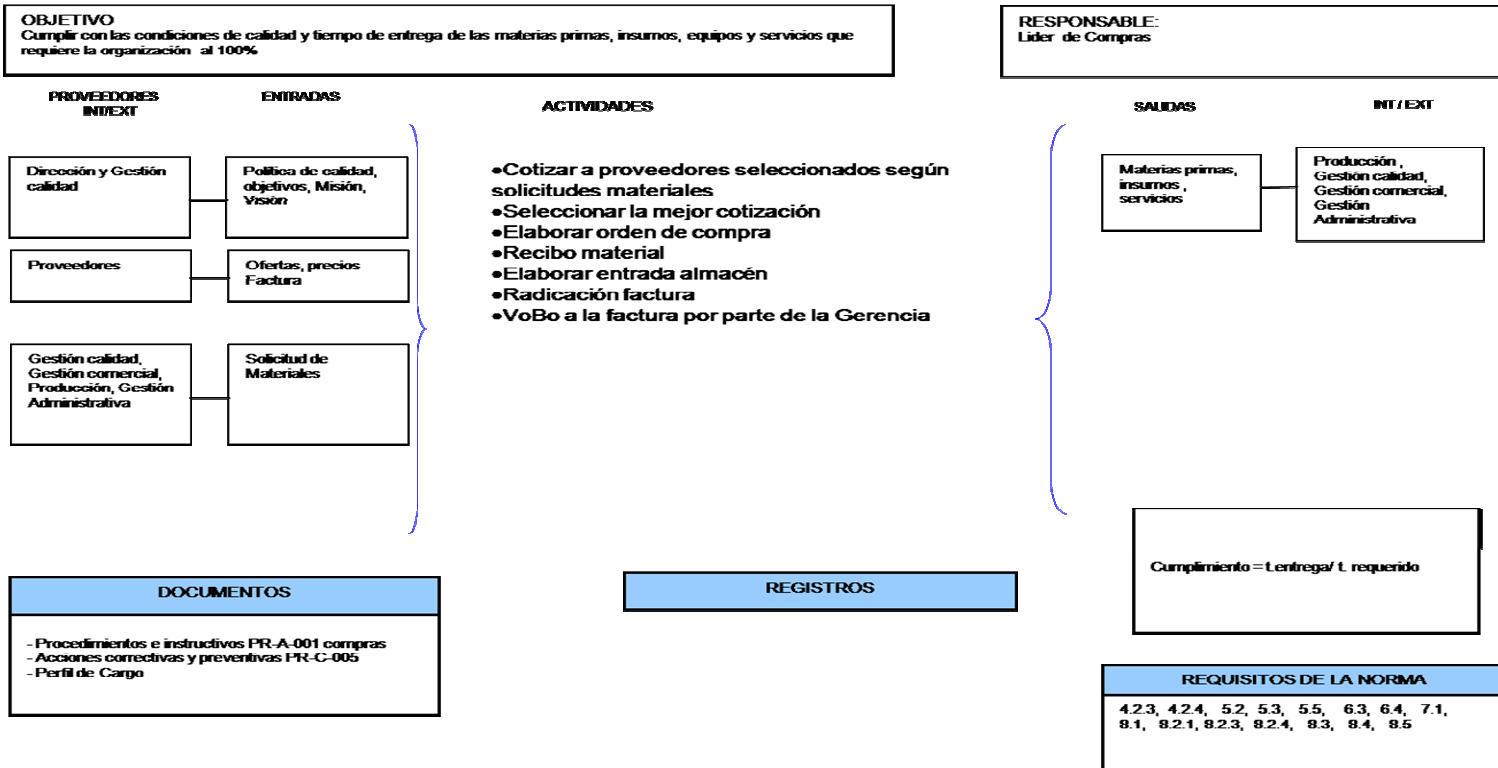 OBJETIVO
Cumplir con las condiciones de calidad y tiempo de entrega de las materias primas, insumos, equipos y servicios que
requiere la organización al 100%
RESPONSABLE:
Lider de Compras
PROVEEDORES
INT/EXT
ENTRADAS
ACTIVIDADES
SALIDAS
INT / EXT
Dirección y Gestión
calidad
Política de calidad,
objetivos, Misión,
Visión
Proveedores
Ofertas, precios
Factura
Gestión calidad,
Gestión comercial,
Producción, Gestión
Administrativa
Solicitud de
Materiales
•Cotizar a proveedores seleccionados según
solicitudes materiales
•Seleccionar la mejor cotización
•Elaborar orden de compra
•Recibo material
•Elaborar entrada almacén
•Radicación factura
•VoBo a la factura por parte de la Gerencia
Materias primas,
insumos ,
servicios
Producción ,
Gestión calidad,
Gestión comercial,
Gestión
Administrativa
Cumplimiento = t.entrega/ t. requerido
DOCUMENTOS
- Procedimientos e instructivos PR-A-001 compras
- Acciones correctivas y preventivas PR-C-005
- Perfil de Cargo
REGISTROS
REQUISITOS DE LA NORMA
4.2.3, 4.2.4, 5.2, 5.3, 5.5, 6.3, 6.4, 7.1,
8.1, 8.2.1, 8.2.3, 8.2.4, 8.3, 8.4, 8.5